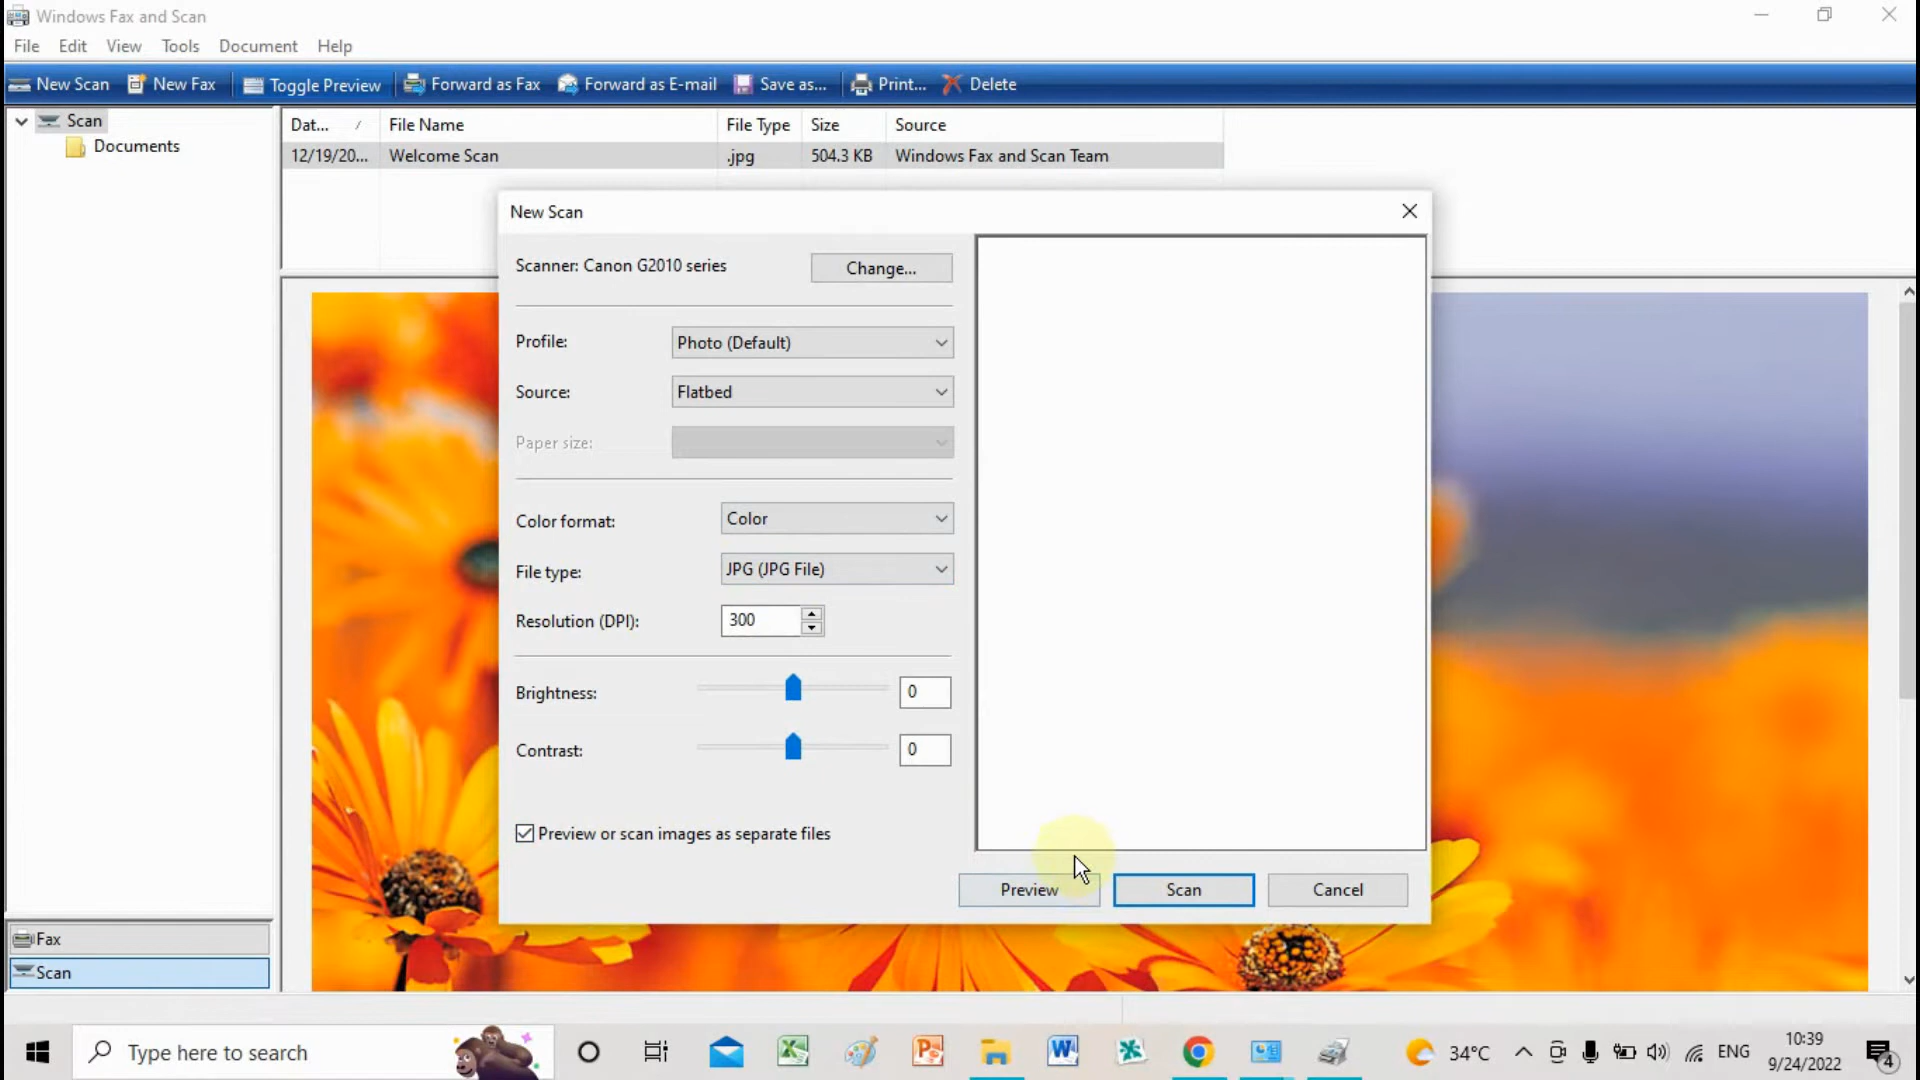 Windows Fax and Scan
File Edit View Tools Document Help
New Scan New Fax Toggle Preview Forward as Fax Forward as E-mail Save as... Print... Delete
Scan
Documents
Dat... / File Name File Type Size Source
12/19/20... Welcome Scan .jpg 504.3 KB Windows Fax and Scan Team
New Scan
Scanner: Canon G2010 series Change...
Profile: Photo (Default)
Source: Flatbed
Paper size:
Color format: Color
File type: JPG (JPG File)
Resolution (DPI): 300
Brightness: 0
Contrast: 0
Preview or scan images as separate files
Preview Scan Cancel
Fax
Scan
Type here to search
34°C ENG
10:39
9/24/2022
4